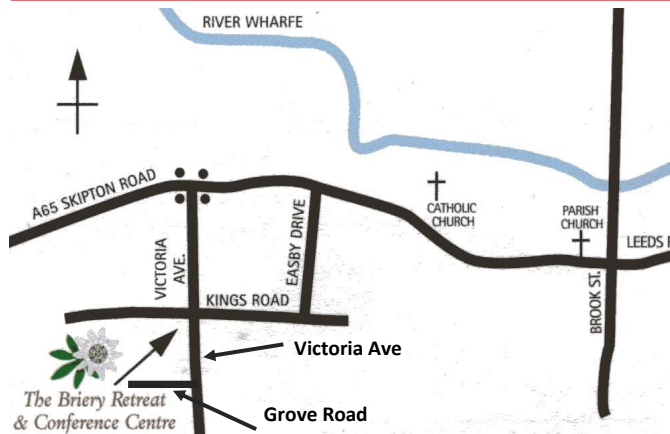 RIVER WHARFE
A65 SKIPTON ROAD
CATHOLIC
CHURCH
PARISH
CHURCH
LEEDS
VICTORIA
AVE.
EASBY DRIVE
BROOK ST.
KINGS ROAD
Victoria Ave
The Briery Retreat
& Conference Centre
Grove Road